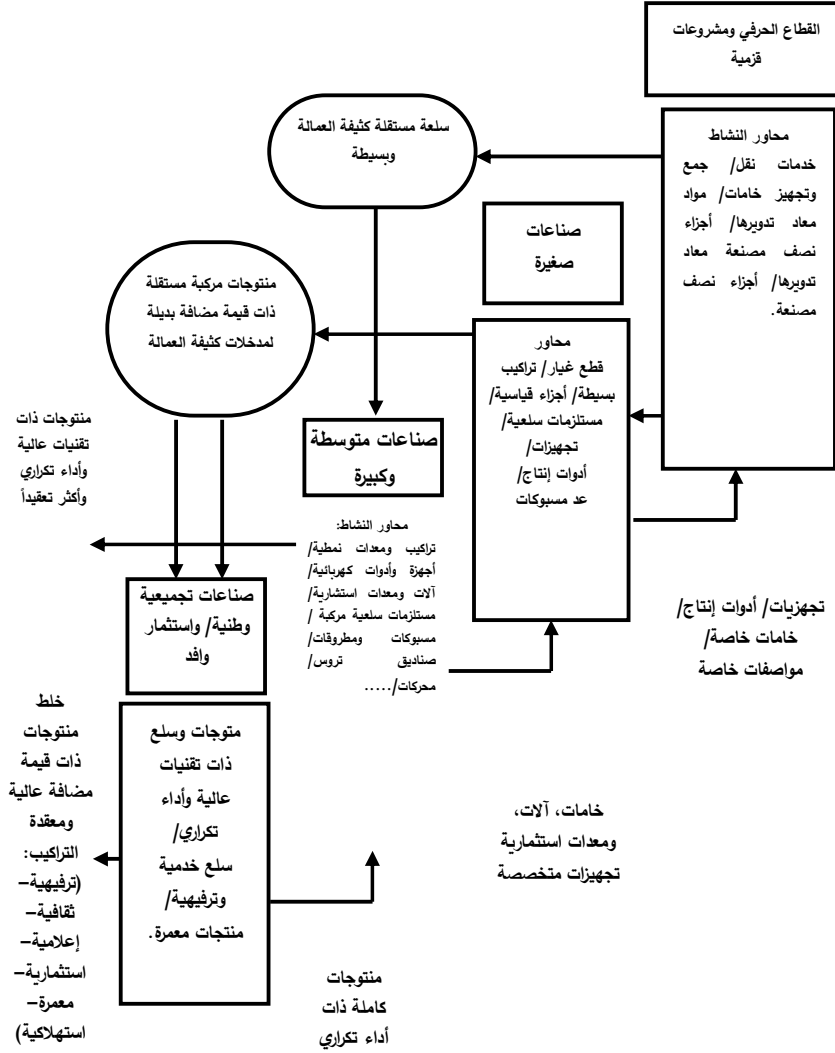 القطاع الحرفي ومشروعات
قزمية
محاور النشاط
خدمات نقل/ جمع
وتجهيز خامات/ مواد
معاد تدويرها/ أجزاء
نصف مصنعة معاد
تدويرها/ أجزاء نصف
مصنعة.
سلعة مستقلة كثيفة العمالة
وبسيطة
صناعات
صغيرة
محاور
قطع غيار/ تراكيب
بسيطة/ أجزاء قياسية/
مستلزمات سلعية/
تجهيزات/
أدوات إنتاج/
عد مسبوكات
منتوجات مركبة مستقلة
ذات قيمة مضافة بديلة
لمدخلات كثيفة العمالة
صناعات متوسطة
وكبيرة
محاور النشاط:
تراكيب ومعدات نمطية/
أجهزة وأدوات كهربائية/
آلات ومعدات استشارية/
مستلزمات سلعية مركبة /
مسبوكات ومطروقات/
صناديق تروس/
محركات/.....
منتوجات ذات
تقنيات عالية
وأداء تكراري
وأكثر تعقيداً
تجهزيات/ أدوات إنتاج/
خامات خاصة/
مواصفات خاصة
صناعات تجميعية
وطنية/ واستثمار
وافد
متوجات وسلع
ذات تقنيات
عالية وأداء
تكراري/
سلع خدمية
وترفيهية/
منتجات معمرة.
خلط
منتوجات
ذات قيمة
مضافة عالية
ومعقدة
التراكيب:
(ترفيهية–
ثقافية–
إعلامية–
استثمارية–
معمرة–
استهلاكية)
خامات، آلات،
ومعدات استثمارية
تجهيزات متخصصة
منتوجات
كاملة ذات
أداء تكراري